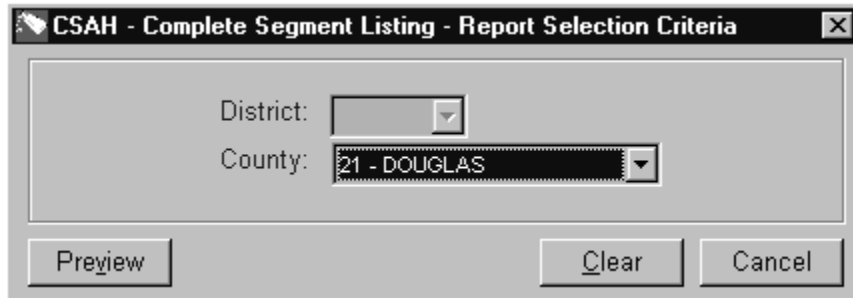 CSAH - Complete Segment Listing - Report Selection Criteria
District:
County: 21 - DOUGLAS
Preview Clear Cancel